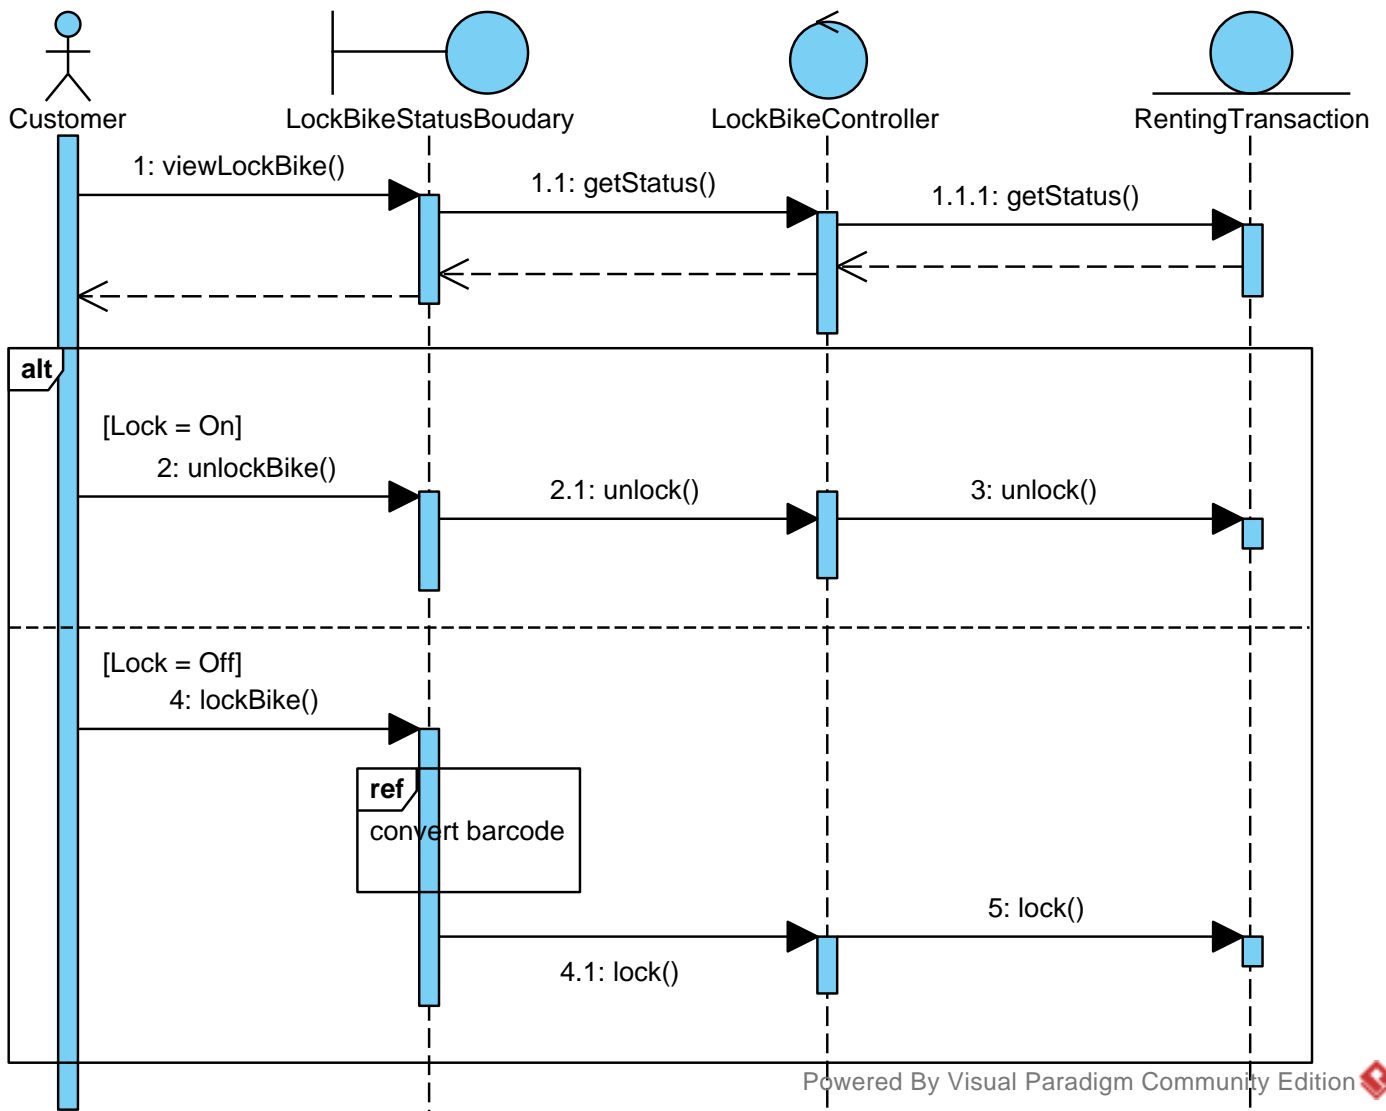 Customer
LockBikeStatusBoudary
LockBikeController
RentingTransaction
1: viewLockBike()
1.1: getStatus()
1.1.1: getStatus()
alt
[Lock = On]
2: unlockBike()
2.1: unlock()
3: unlock()
[Lock = Off]
4: lockBike()
ref
convert barcode
5: lock()
4.1: lock()
Powered By Visual Paradigm Community Edition